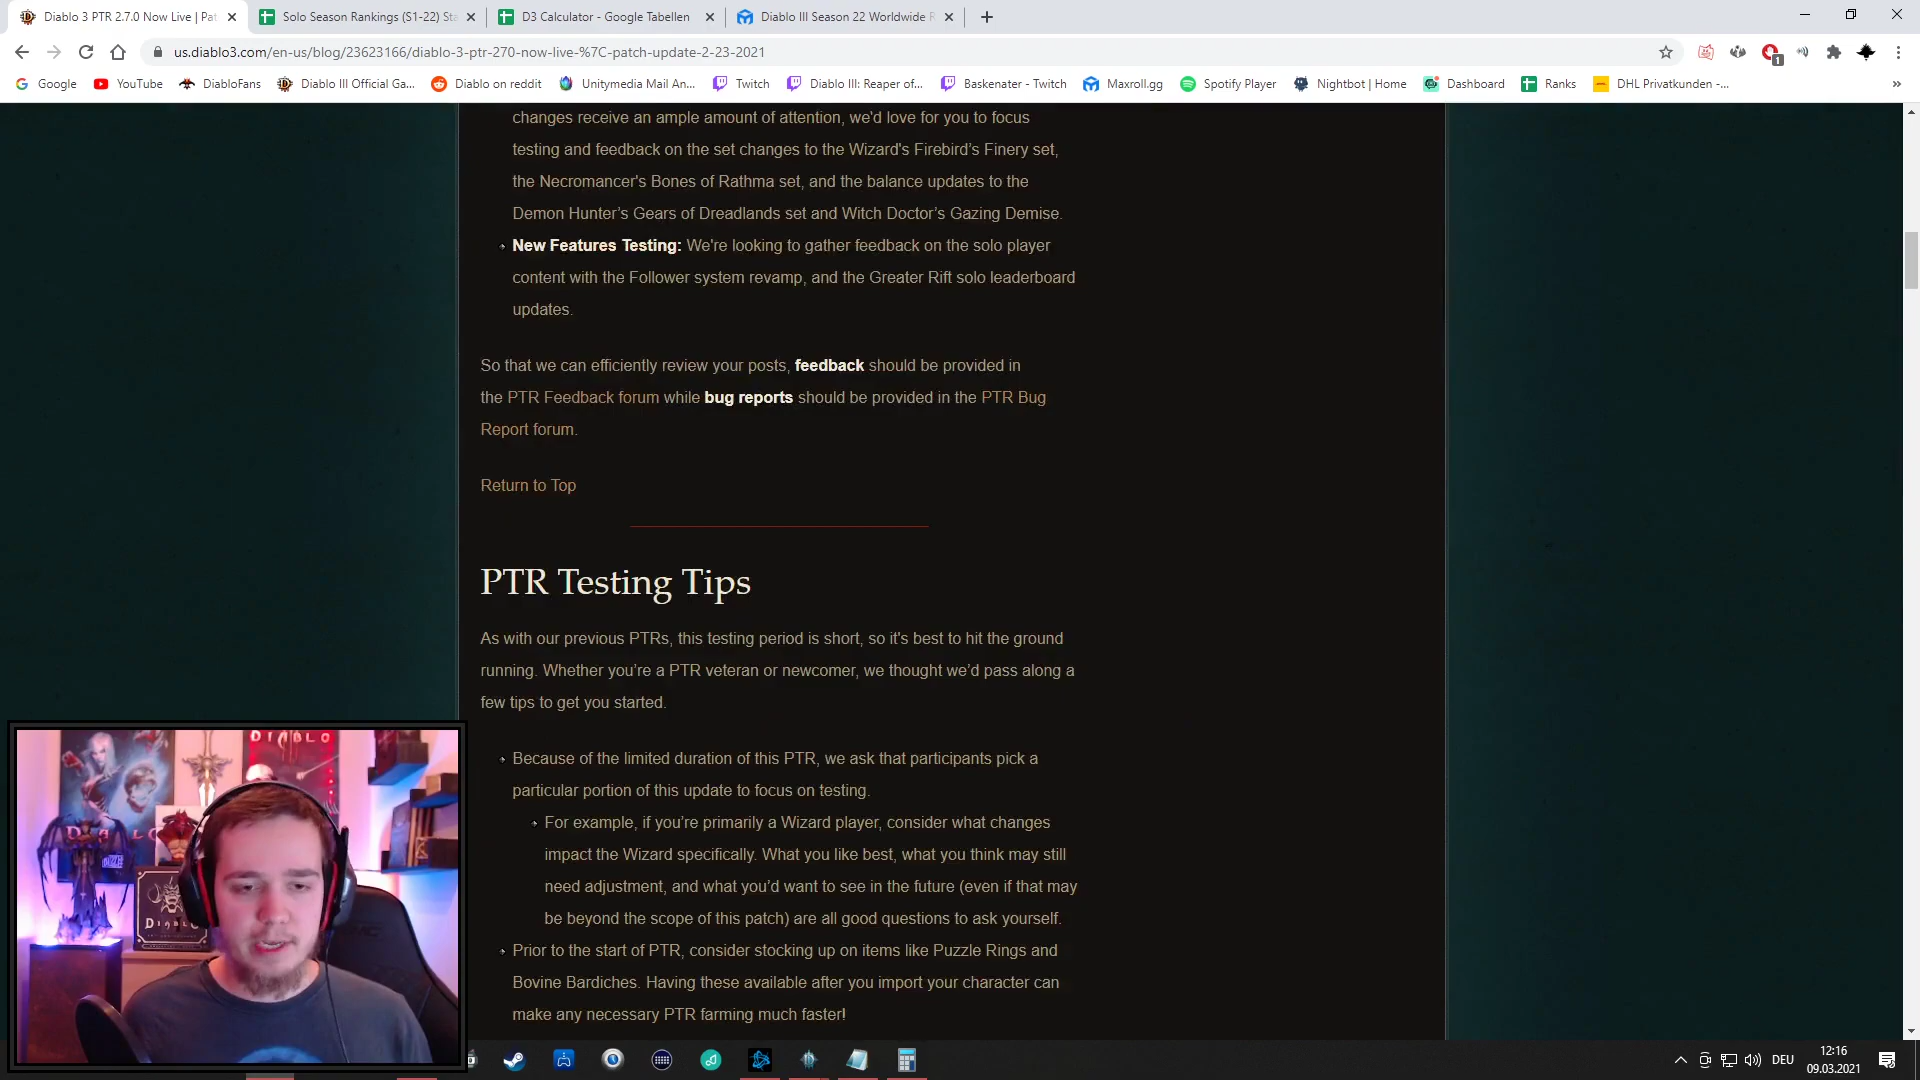 Diablo 3 PTR 2.7.0 Now Live | Pat
Solo Season Rankings (S1-22) Sta
D3 Calculator - Google Tabellen
Diablo III Season 22 Worldwide R
us.diablo3.com/en-us/blog/23623166/diablo-3-ptr-270-now-live-%7C-patch-update-2-23-2021
1
Google
YouTube
DiabloFans
Diablo III Official Ga...
Diablo on reddit
Unitymedia Mail An...
Twitch
Diablo III: Reaper of...
Baskenater - Twitch
Maxroll.gg
Spotify Player
Nightbot | Home
Dashboard
Ranks
DHL Privatkunden -...
changes receive an ample amount of attention, we'd love for you to focus
testing and feedback on the set changes to the Wizard's Firebird’s Finery set,
the Necromancer's Bones of Rathma set, and the balance updates to the
Demon Hunter’s Gears of Dreadlands set and Witch Doctor’s Gazing Demise.
New Features Testing: We're looking to gather feedback on the solo player
content with the Follower system revamp, and the Greater Rift solo leaderboard
updates.
So that we can efficiently review your posts, feedback should be provided in
the PTR Feedback forum while bug reports should be provided in the PTR Bug
Report forum.
Return to Top
PTR Testing Tips
As with our previous PTRs, this testing period is short, so it's best to hit the ground
running. Whether you’re a PTR veteran or newcomer, we thought we’d pass along a
few tips to get you started.
Because of the limited duration of this PTR, we ask that participants pick a
particular portion of this update to focus on testing.
For example, if you’re primarily a Wizard player, consider what changes
impact the Wizard specifically. What you like best, what you think may still
need adjustment, and what you’d want to see in the future (even if that may
be beyond the scope of this patch) are all good questions to ask yourself.
Prior to the start of PTR, consider stocking up on items like Puzzle Rings and
Bovine Bardiches. Having these available after you import your character can
make any necessary PTR farming much faster!
DEU
12:16
09.03.2021